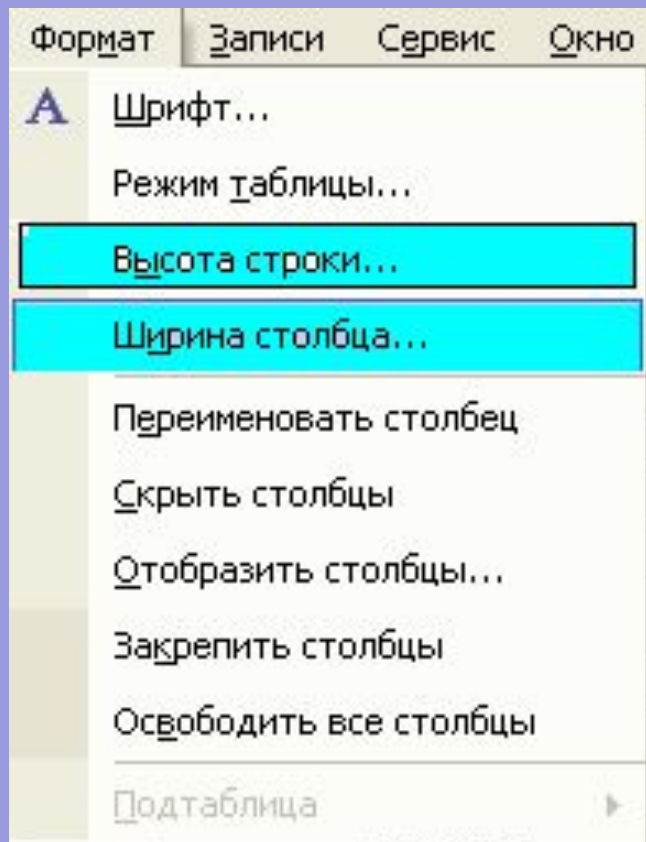 Формат Записи Сервис Окно
А Шрифт...
Режим таблицы...
Высота строки...
Ширина столбца...
Переименовать столбец
Скрыть столбцы
Отобразить столбцы...
Закрепить столбцы
Освободить все столбцы
Подтаблица